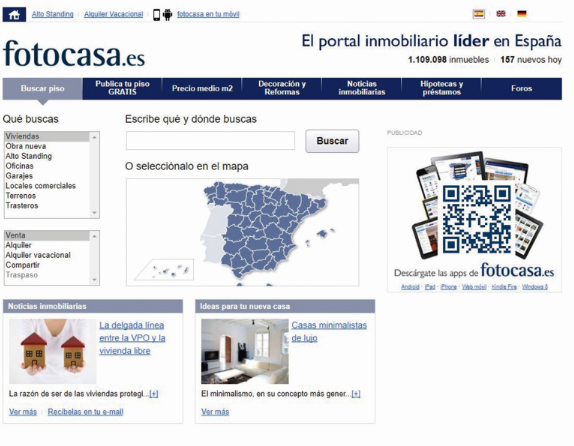 Alto Standing Alquiler Vacacional fotocasa en tu móvil
fotocasa.es
El portal inmobiliario líder en España
1.109.098 inmuebles 157 nuevos hoy
Buscar piso
Publica tu piso
GRATIS
Precio medio m2
Decoración y
Reformas
Noticias
inmobiliarias
Hipotecas y
préstamos
Foros
Qué buscas
Viviendas
Obra nueva
Alto Standing
Oficinas
Garajes
Locales comerciales
Terrenos
Trasteros
Venta
Alquiler
Alquiler vacacional
Compartir
Traspaso
Escribe qué y dónde buscas
Buscar
O selecciónalo en el mapa
PUBLICIDAD
Descárgate las apps de fotocasa.es
Android iPad iPhone Web móvil Kindle Fire Windows 8
Noticias inmobiliarias
La delgada línea
entre la VPO y la
vivienda libre
La razón de ser de las viviendas protegi...[+]
Ver más Recíbelas en tu e-mail
Ideas para tu nueva casa
Casas minimalistas
de lujo
El minimalismo, en su concepto más gener...[+]
Ver más